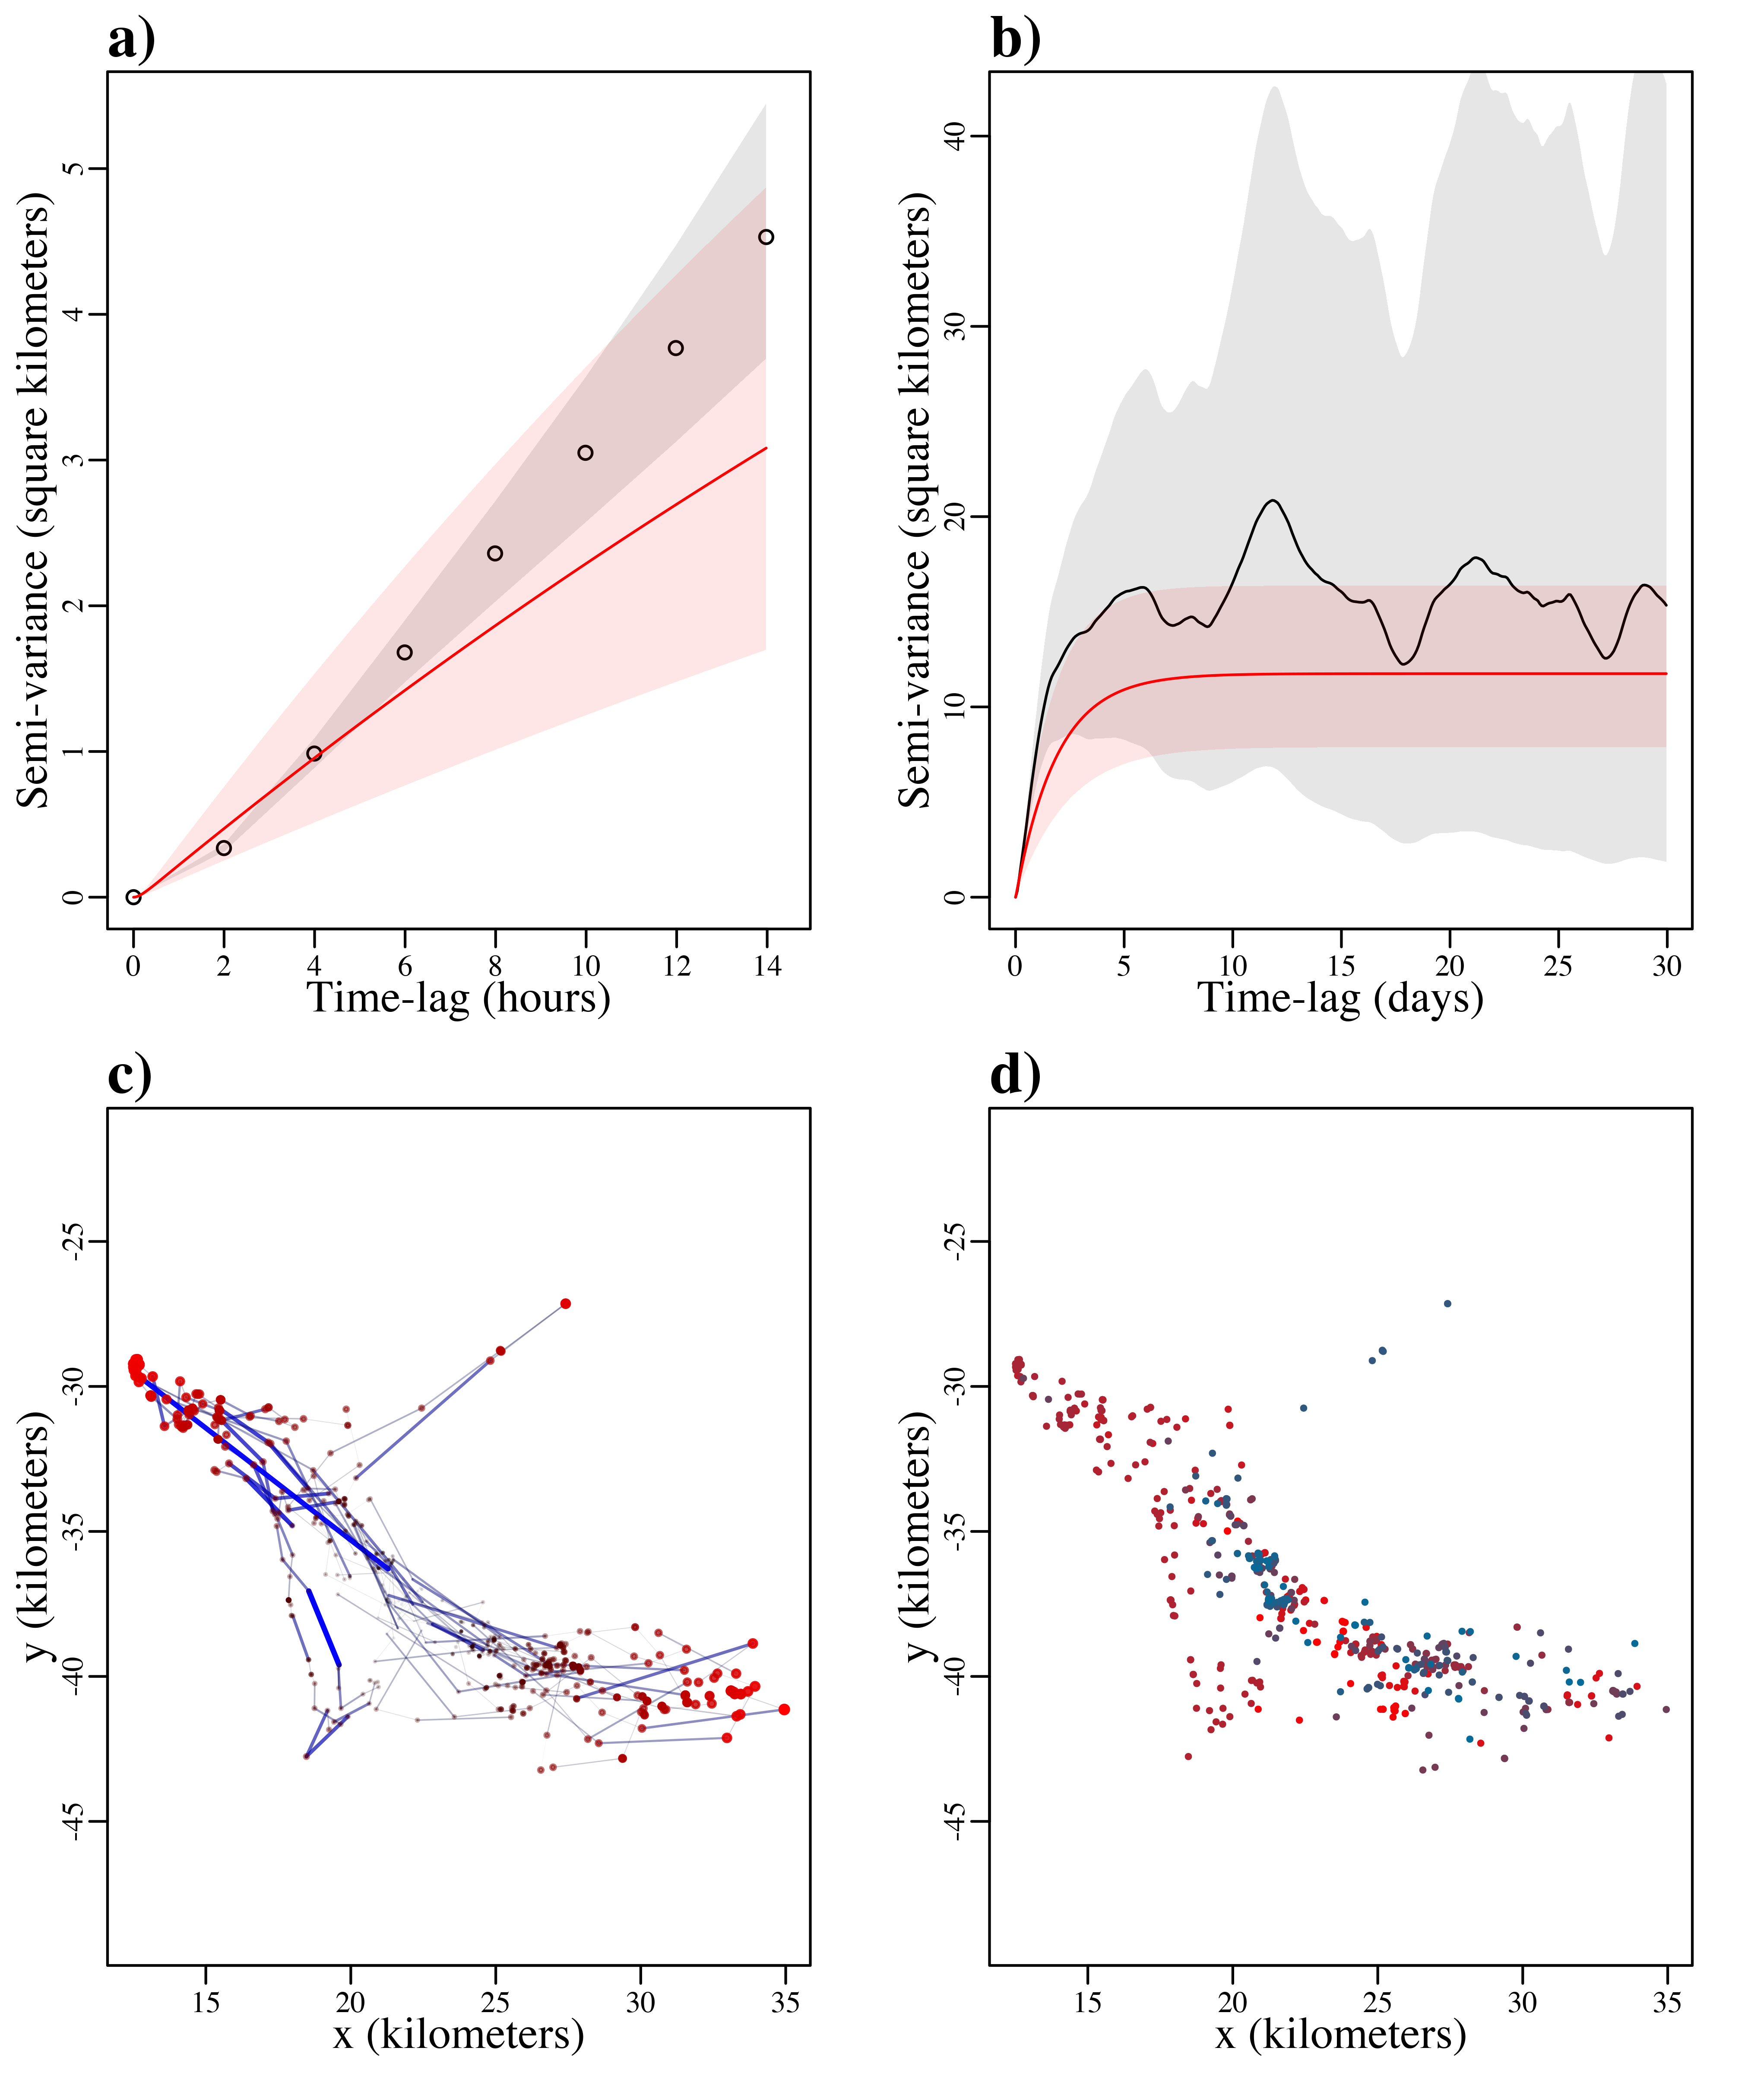 a)
Semi-variance (square kilometers)
5
4
3
2
1
0
0 2 4 6 8 10 12 14
Time-lag (hours)
b)
Semi-variance (square kilometers)
40
30
20
10
0
0 5 10 15 20 25 30
Time-lag (days)
c)
y (kilometers)
-25
-30
-35
-40
-45
15 20 25 30 35
x (kilometers)
d)
y (kilometers)
-25
-30
-35
-40
-45
15 20 25 30 35
x (kilometers)